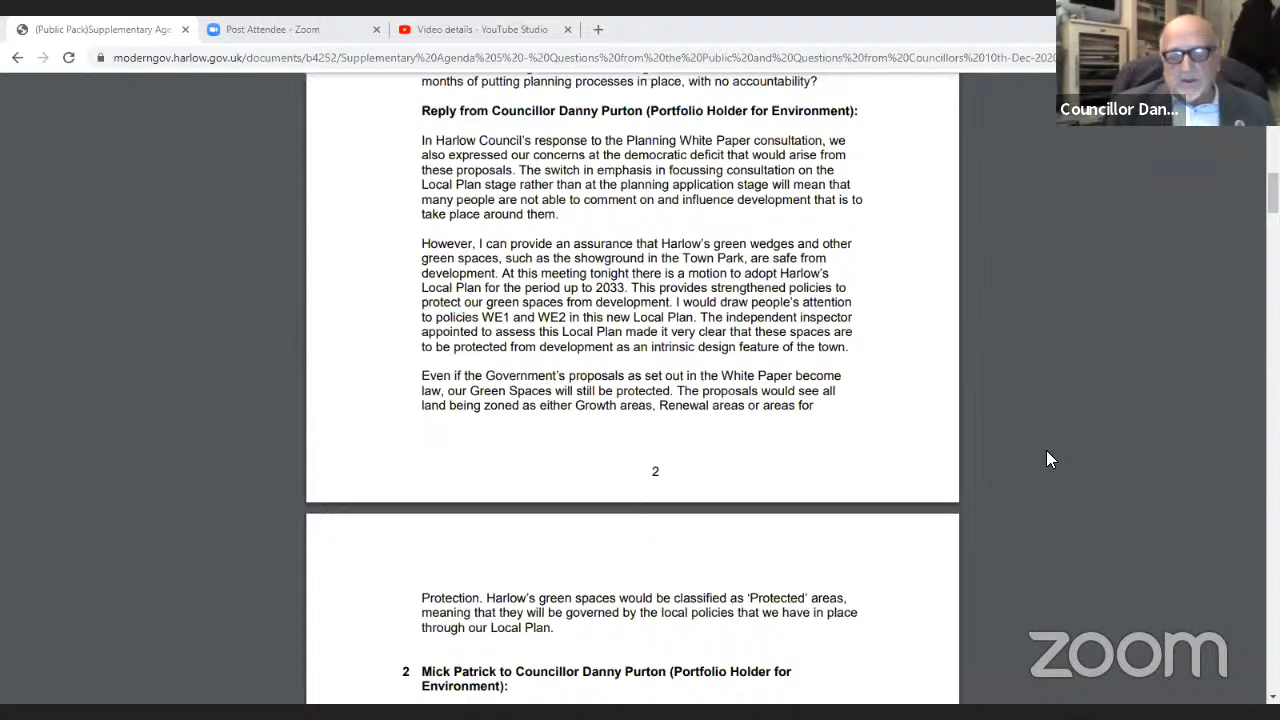 (Public Pack)Supplementary Age
Post Attendee - Zoom
Video details - YouTube Studio
moderngov.harlow.gov.uk/documents/b4252/Supplementary%20Agenda%205%20-%20Questions%20from%20the%20Public%20and%20Questions%20from%20Councillors%2010th-Dec-2020
Councillor Dan...
months of putting planning processes in place, with no accountability?
Reply from Councillor Danny Purton (Portfolio Holder for Environment):
In Harlow Council's response to the Planning White Paper consultation, we
also expressed our concerns at the democratic deficit that would arise from
these proposals. The switch in emphasis in focussing consultation on the
Local Plan stage rather than at the planning application stage will mean that
many people are not able to comment on and influence development that is to
take place around them.
However, I can provide an assurance that Harlow's green wedges and other
green spaces, such as the showground in the Town Park, are safe from
development. At this meeting tonight there is a motion to adopt Harlow's
Local Plan for the period up to 2033. This provides strengthened policies to
protect our green spaces from development. I would draw people's attention
to policies WE1 and WE2 in this new Local Plan. The independent inspector
appointed to assess this Local Plan made it very clear that these spaces are
to be protected from development as an intrinsic design feature of the town.
Even if the Government's proposals as set out in the White Paper become
law, our Green Spaces will still be protected. The proposals would see all
land being zoned as either Growth areas, Renewal areas or areas for
2
Protection. Harlow's green spaces would be classified as 'Protected' areas,
meaning that they will be governed by the local policies that we have in place
through our Local Plan.
2 Mick Patrick to Councillor Danny Purton (Portfolio Holder for
Environment):
zoom